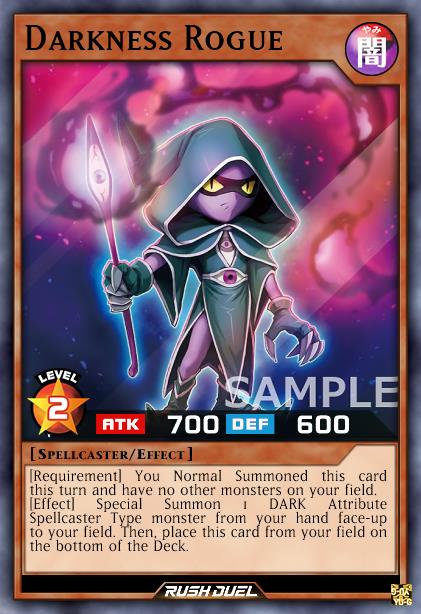 Darkness Rogue
やみ
闇
SAMPLE
LEVEL
2
ATK 700 DEF 600
[Spellcaster/Effect]
[Requirement] You Normal Summoned this card
this turn and have no other monsters on your field.
[Effect] Special Summon 1 DARK Attribute
Spellcaster Type monster from your hand face-up
to your field. Then, place this card from your field on
the bottom of the Deck.
RUSH DUEL